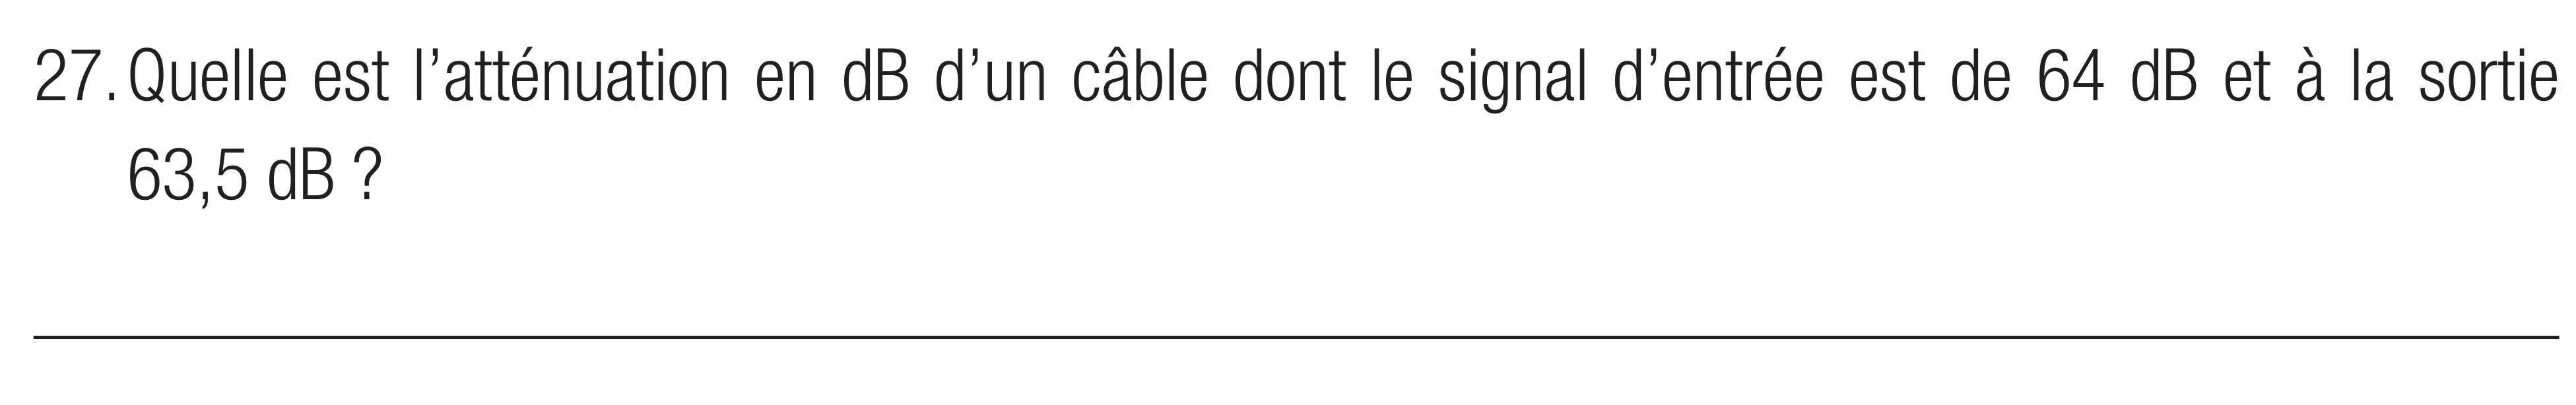 27. Quelle est l’atténuation en dB d’un câble dont le signal d’entrée est de 64 dB et à la sortie
63,5 dB ?